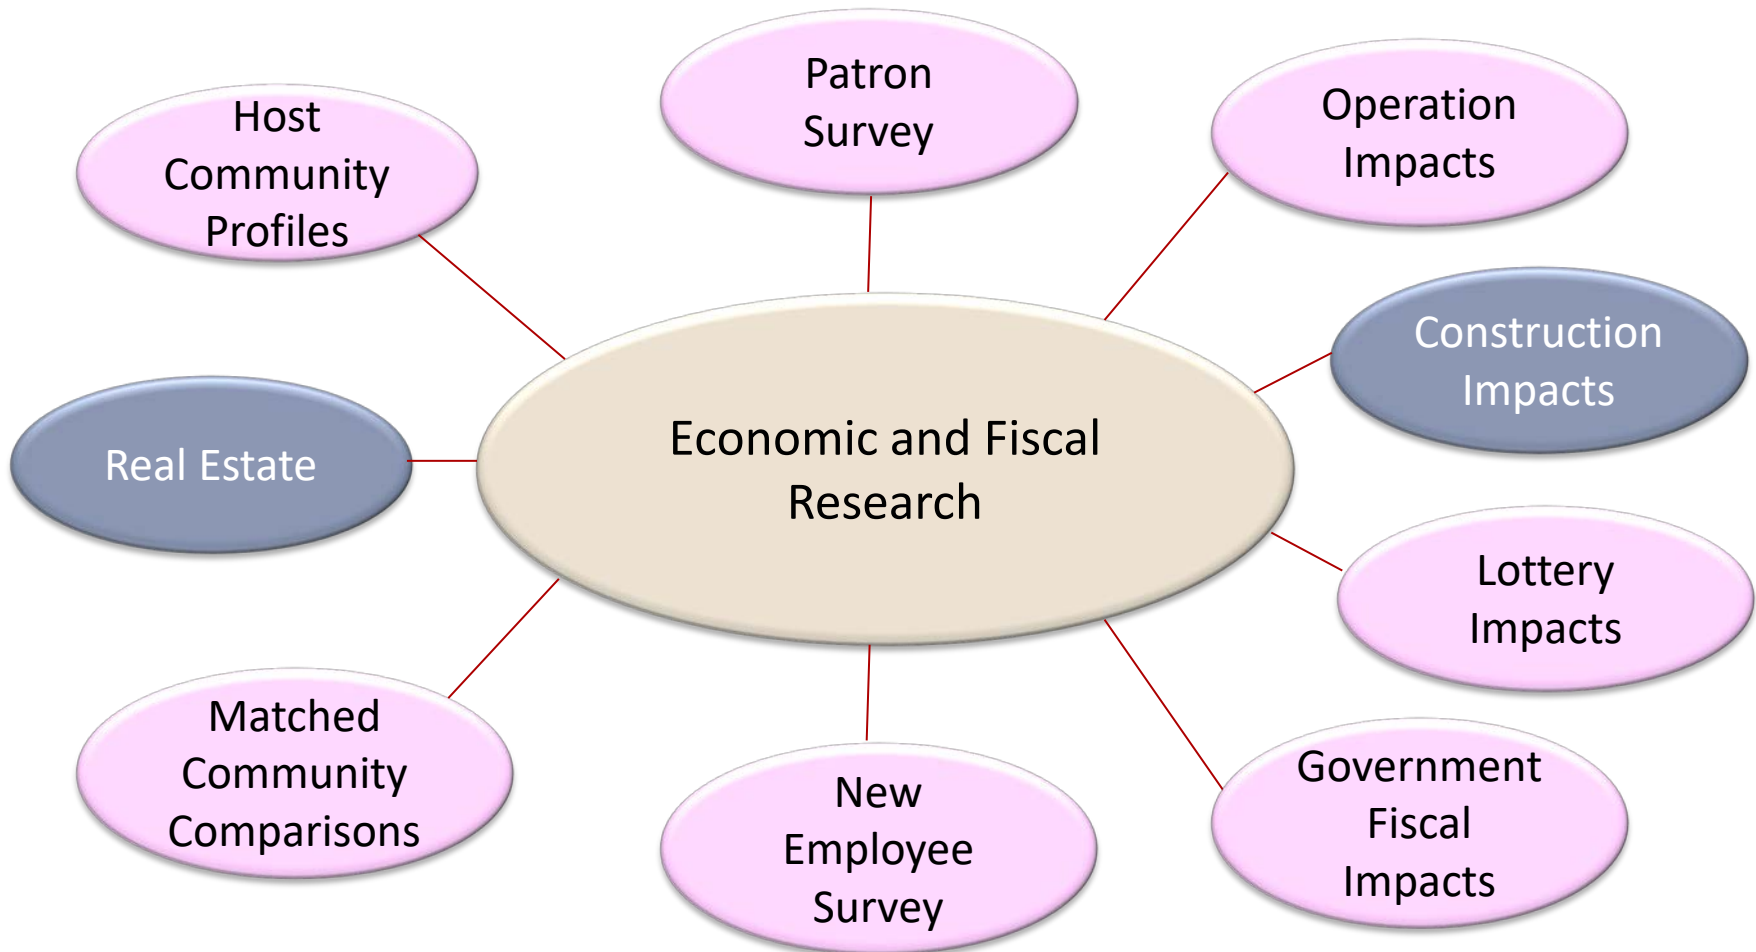 Patron
Survey
Operation
Impacts
Host
Community
Profiles
Construction
Impacts
Real Estate
Economic and Fiscal
Research
Lottery
Impacts
Matched
Community
Comparisons
New
Employee
Survey
Government
Fiscal
Impacts